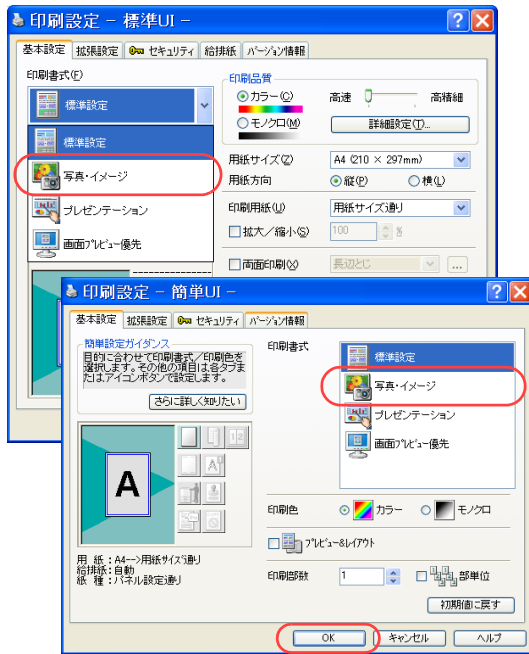 印刷設定 - 標準UI -
基本設定 拡張設定 セキュリティ 給排紙 バージョン情報
印刷書式(F)
標準設定
標準設定
写真・イメージ
プレゼンテーション
画面プレビュー優先
印刷品質
カラー(C)
高速 高精細
モノクロ(M)
詳細設定(T)...
用紙サイズ(Z) A4 (210 × 297mm)
用紙方向 縦(P) 横(L)
印刷用紙(U) 用紙サイズ通り
拡大/縮小(S) 100 %
両面印刷(X) 長辺とじ ...
印刷設定 - 簡単UI -
基本設定 拡張設定 セキュリティ バージョン情報
簡単設定ガイダンス
目的に合わせて印刷書式/印刷色を
選択します。その他の項目は各タブま
たはアイコンボタンで設定します。
さらに詳しく知りたい
印刷書式
標準設定
写真・イメージ
プレゼンテーション
画面プレビュー優先
A
12
A
用 紙:A4-->用紙サイズ通り
給排紙:自動
紙 種:パネル設定通り
印刷色 カラー モノクロ
プレビュー&レイアウト
印刷部数 1 部単位
初期値に戻す
OK キャンセル ヘルプ